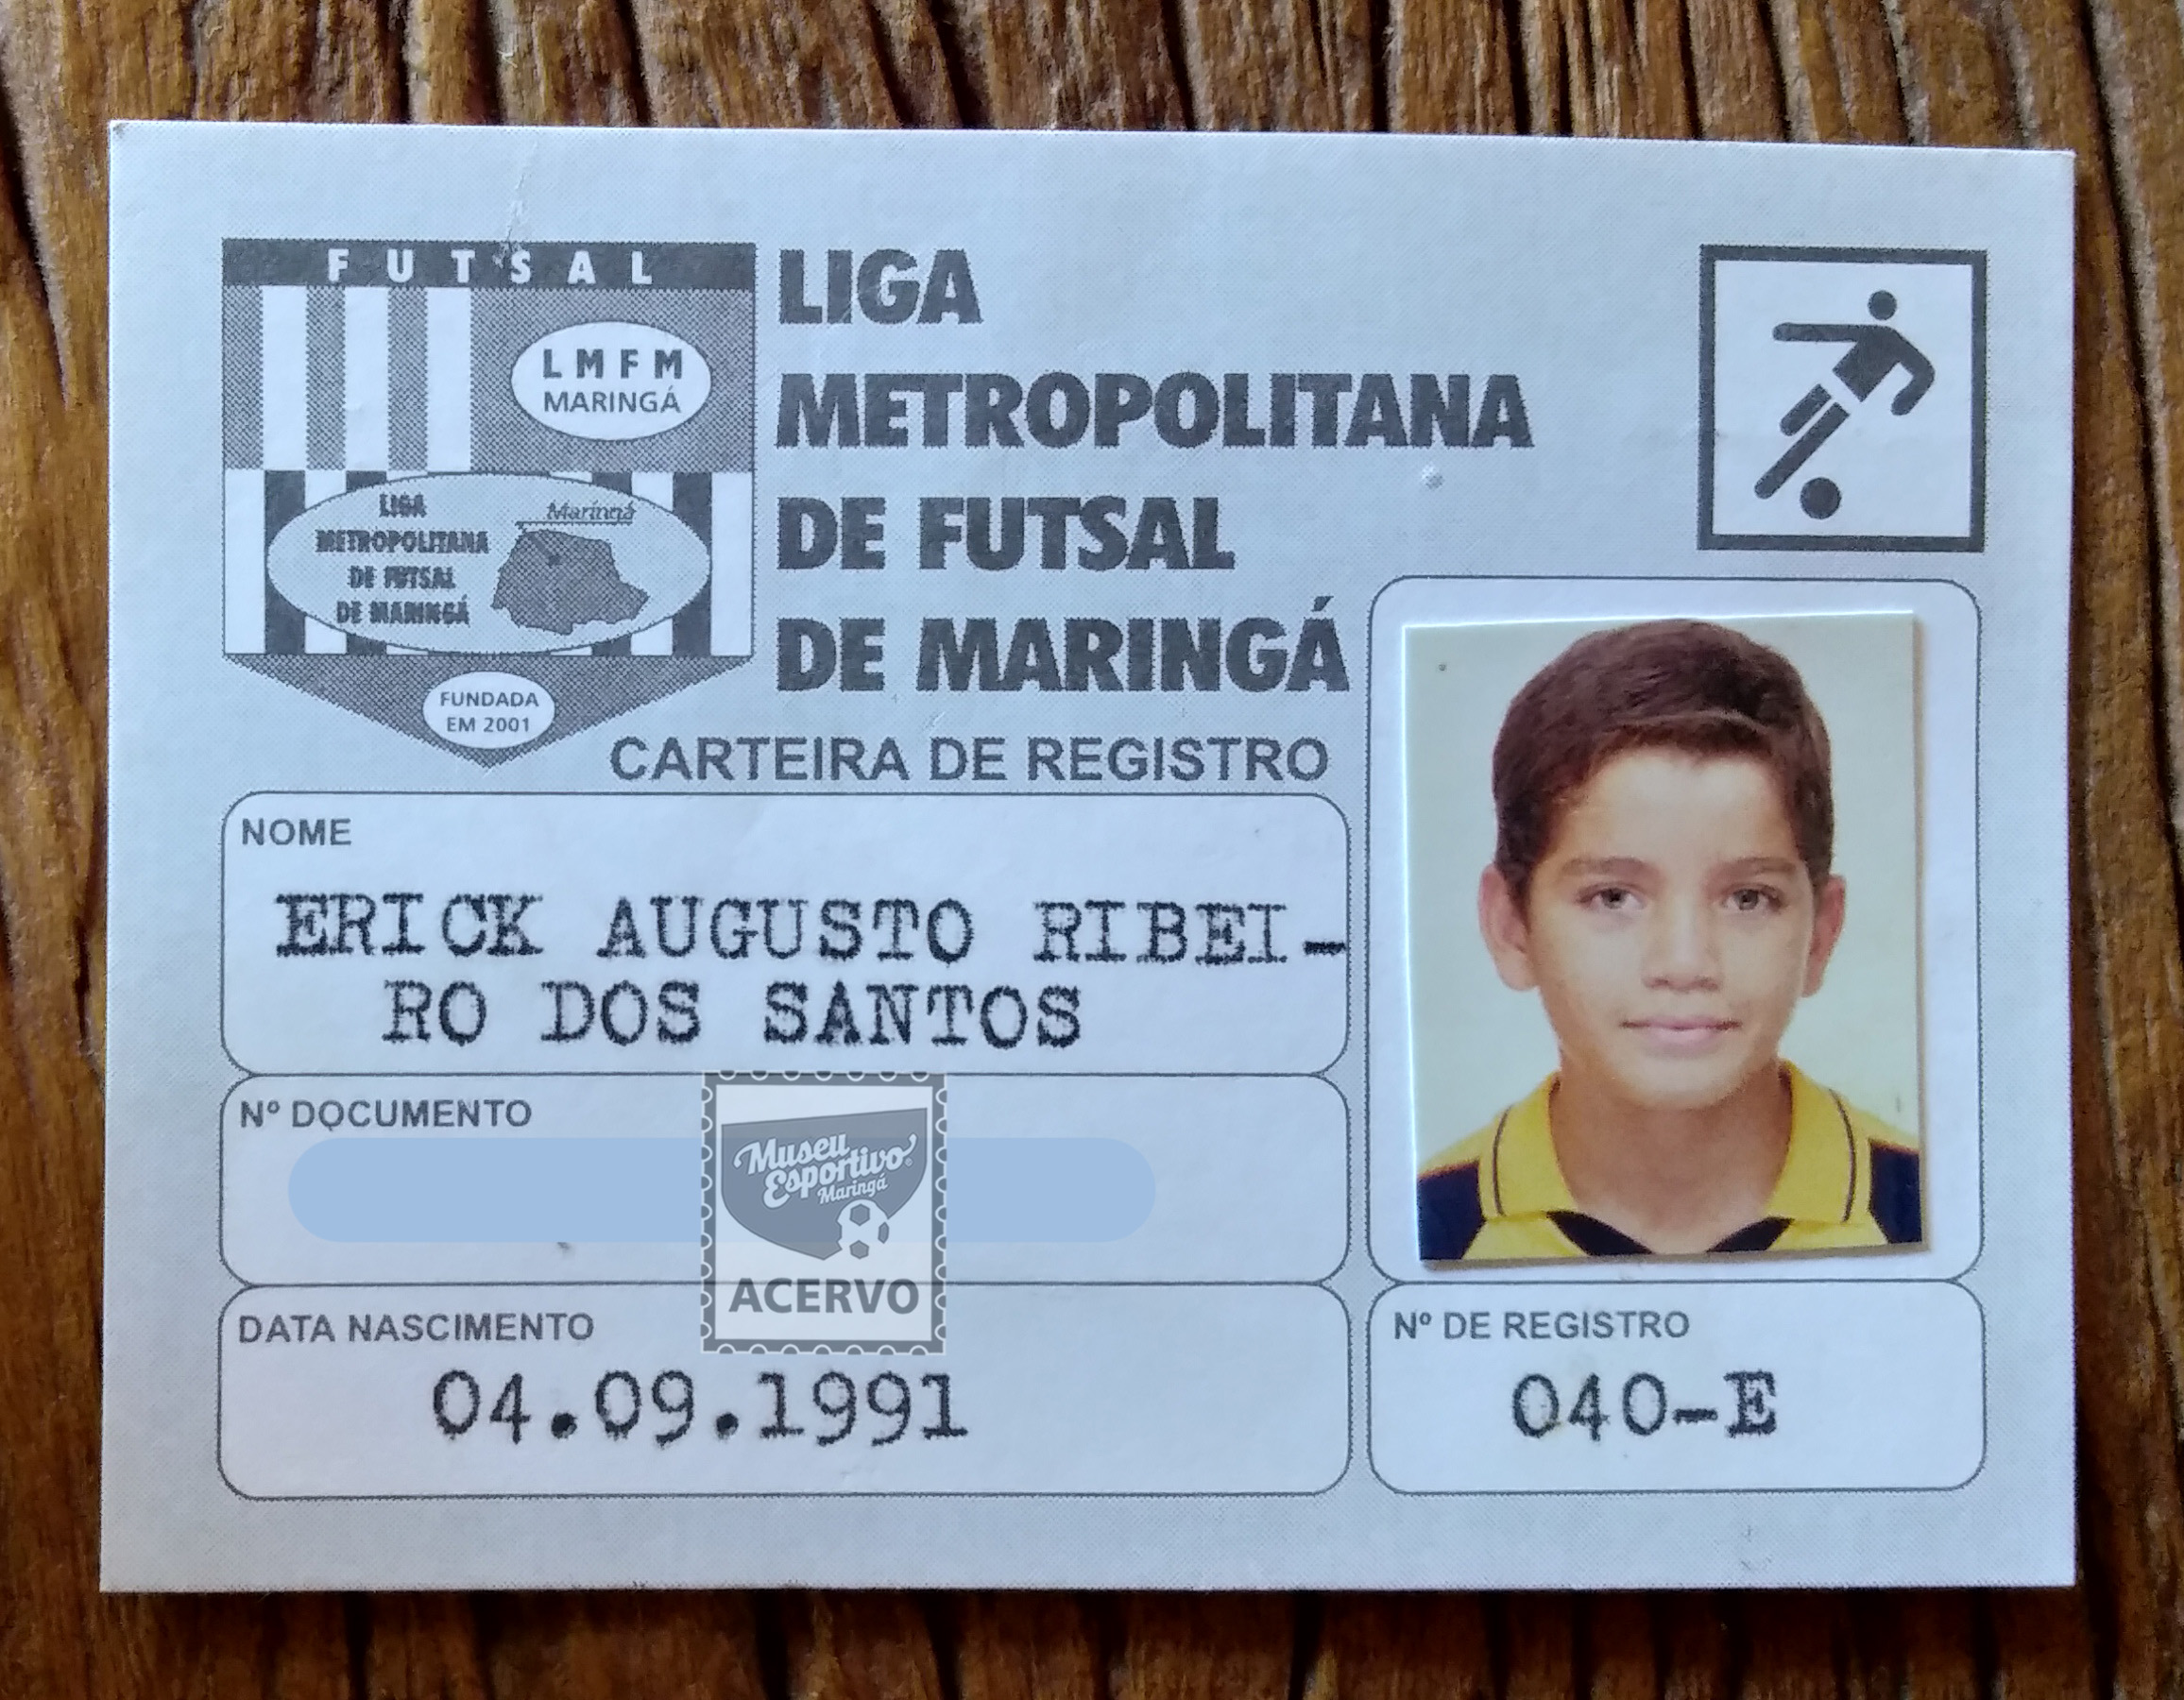 FUTSAL
LMFM
MARINGÁ
LIGA
METROPOLITANA
DE FUTSAL
DE MARINGÁ
Maringá
FUNDADA
EM 2001
LIGA
METROPOLITANA
DE FUTSAL
DE MARINGÁ
CARTEIRA DE REGISTRO
NOME
ERICK AUGUSTO RIBEI-
RO DOS SANTOS
Nº DOCUMENTO
Museu
Esportivo
Maringá
ACERVO
DATA NASCIMENTO
04.09.1991
Nº DE REGISTRO
040-E